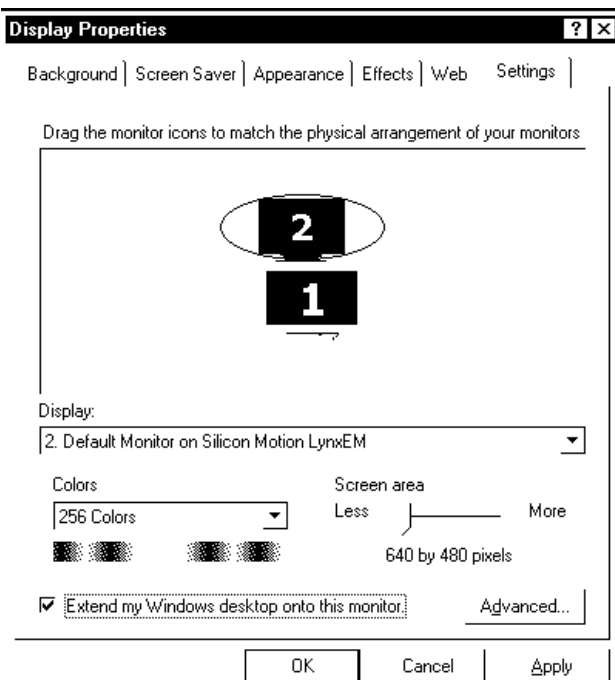 Display Properties ? ×
Background Screen Saver Appearance Effects Web Settings
Drag the monitor icons to match the physical arrangement of your monitors
2
1
Display:
2. Default Monitor on Silicon Motion LynxEM
Colors Screen area
256 Colors Less More
640 by 480 pixels
Extend my Windows desktop onto this monitor. Advanced...
OK Cancel Apply